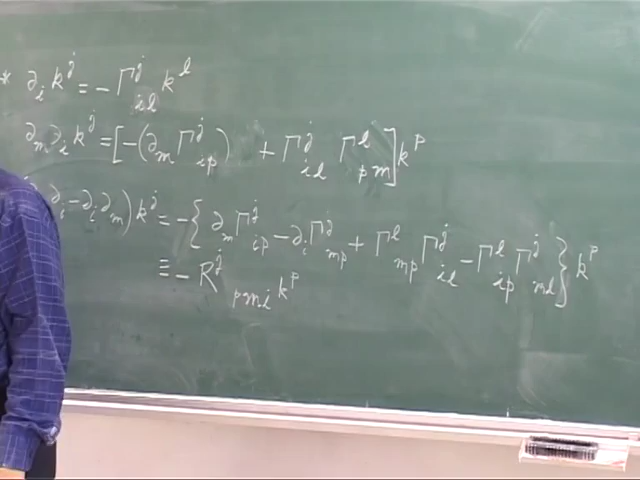 * ∂_i k^j = − Γ^j_{il} k^l
∂_m ∂_i k^j = [−(∂_m Γ^j_{ip}) + Γ^j_{il} Γ^l_{pm}] k^p
∂_i − ∂_i ∂_m) k^j = −{ ∂_m Γ^j_{ip} − ∂_i Γ^j_{mp} + Γ^l_{mp} Γ^j_{il} − Γ^l_{ip} Γ^j_{ml} } k^p
≡ − R^j_{pmi} k^p